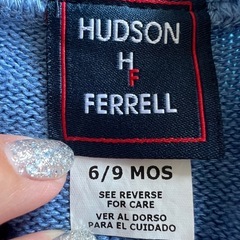 HUDSON
HF
FERRELL
6/9 MOS
SEE REVERSE
FOR CARE
VER AL DORSO
PARA EL CUIDADO